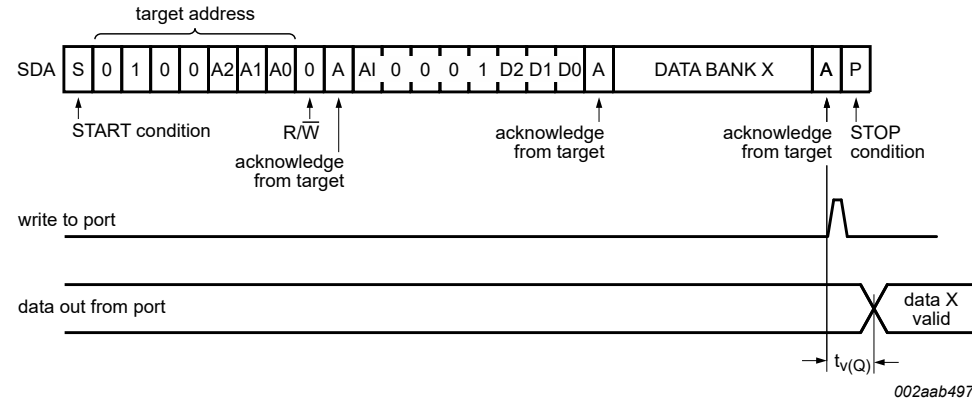 target address
SDA S 0 1 0 0 A2 A1 A0 0 A AI 0 0 0 1 D2 D1 D0 A DATA BANK X A P
START condition
R/W̅
acknowledge
from target
acknowledge
from target
acknowledge
from target
STOP
condition
write to port
data out from port
data X
valid
tv(Q)
002aab497